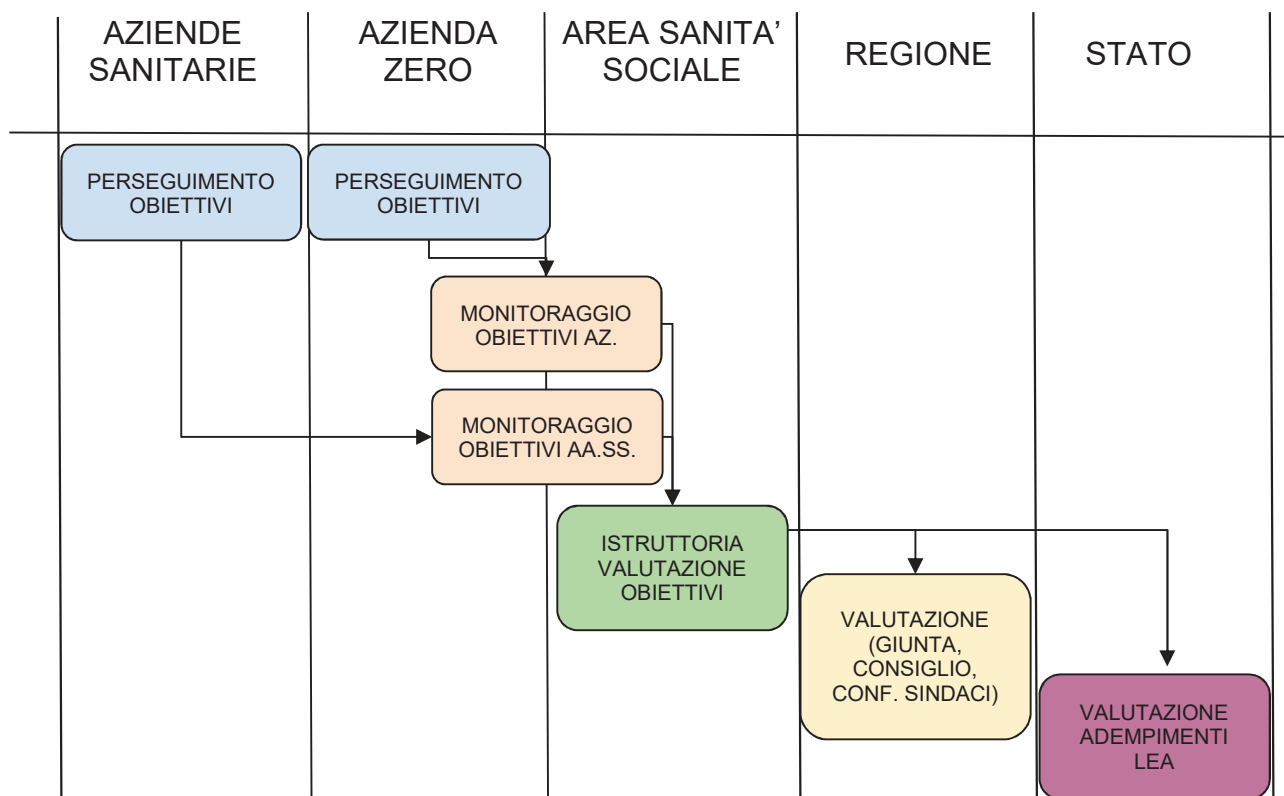 AZIENDE
SANITARIE
AZIENDA
ZERO
AREA SANITA’
SOCIALE
REGIONE
STATO
PERSEGUIMENTO
OBIETTIVI
PERSEGUIMENTO
OBIETTIVI
MONITORAGGIO
OBIETTIVI AZ.
MONITORAGGIO
OBIETTIVI AA.SS.
ISTRUTTORIA
VALUTAZIONE
OBIETTIVI
VALUTAZIONE
(GIUNTA,
CONSIGLIO,
CONF. SINDACI)
VALUTAZIONE
ADEMPIMENTI
LEA